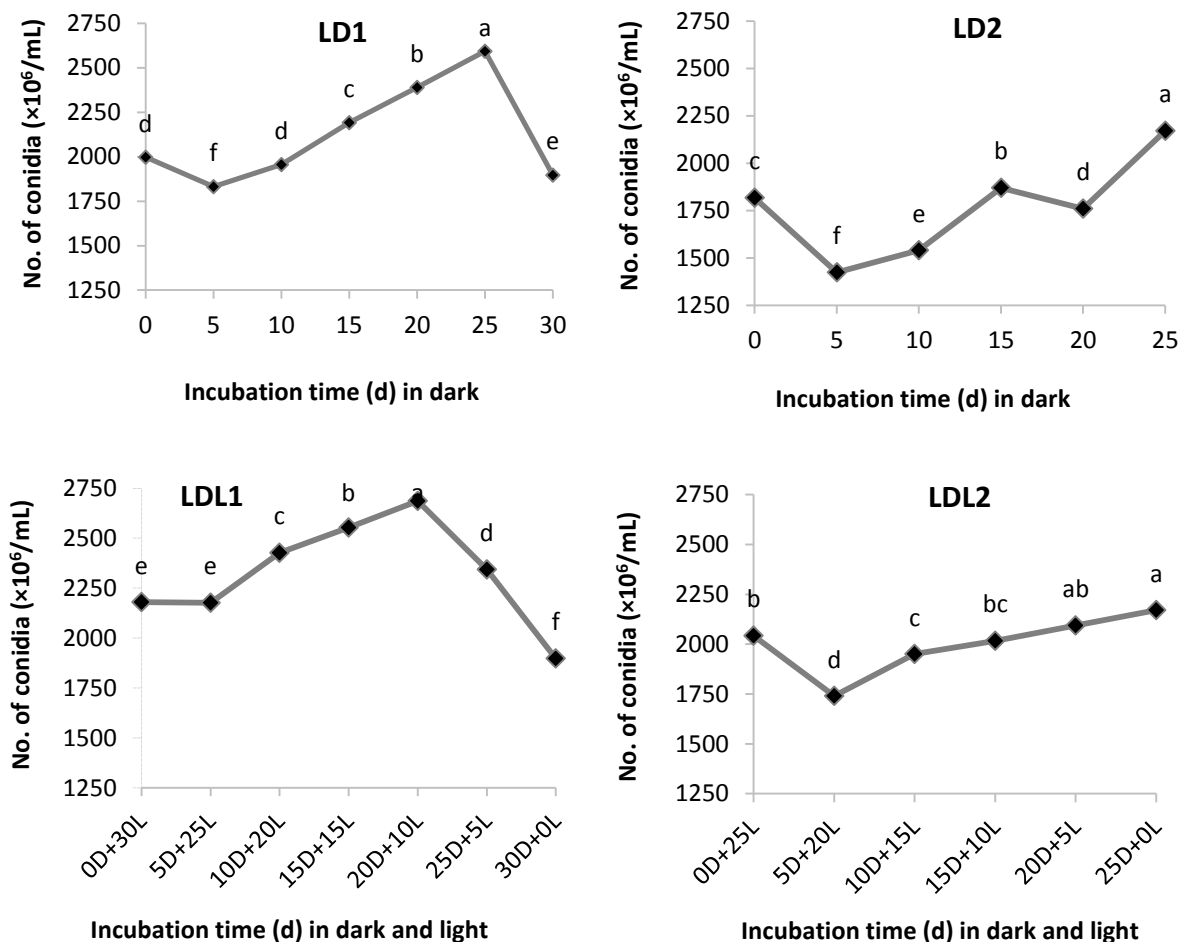 LD1
No. of conidia (×10⁶/mL)
2750
2500
2250
2000
1750
1500
1250
d f d c b a e
0 5 10 15 20 25 30
Incubation time (d) in dark
LD2
No. of conidia (×10⁶/mL)
2750
2500
2250
2000
1750
1500
1250
c f e b d a
0 5 10 15 20 25
Incubation time (d) in dark
LDL1
No. of conidia (×10⁶/mL)
2750
2500
2250
2000
1750
1500
1250
e e c b a d f
0D+30L 5D+25L 10D+20L 15D+15L 20D+10L 25D+5L 30D+0L
Incubation time (d) in dark and light
LDL2
No. of conidia (×10⁶/mL)
2750
2500
2250
2000
1750
1500
1250
b d c bc ab a
0D+25L 5D+20L 10D+15L 15D+10L 20D+5L 25D+0L
Incubation time (d) in dark and light